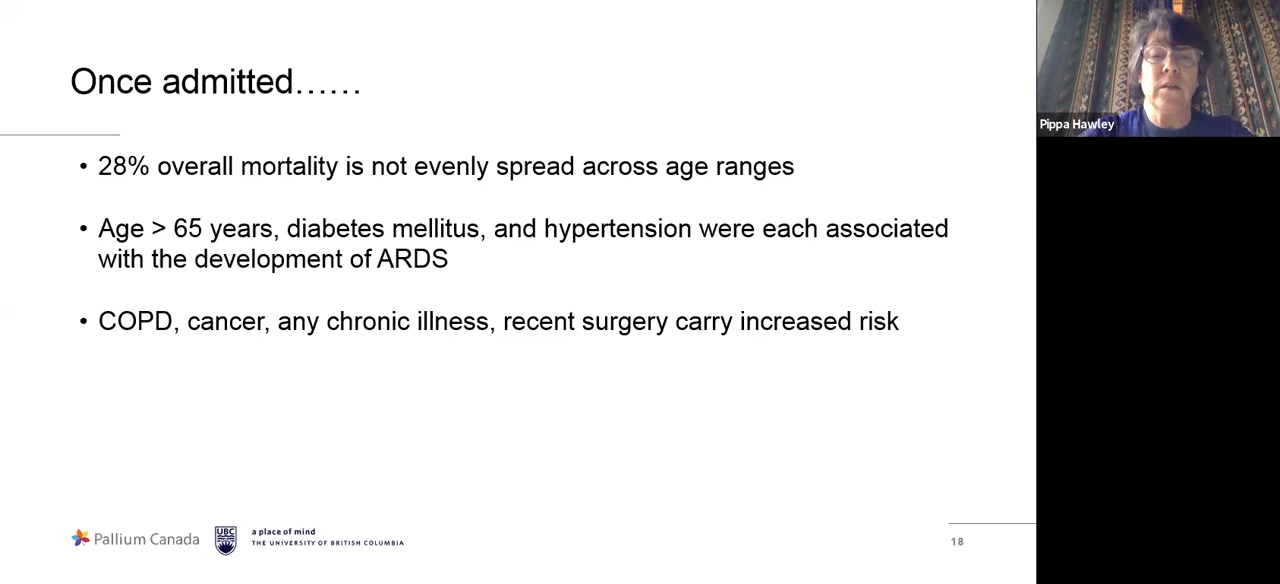 Once admitted……
• 28% overall mortality is not evenly spread across age ranges
• Age > 65 years, diabetes mellitus, and hypertension were each associated
with the development of ARDS
• COPD, cancer, any chronic illness, recent surgery carry increased risk
Pallium Canada
UBC
a place of mind
THE UNIVERSITY OF BRITISH COLUMBIA
18
Pippa Hawley